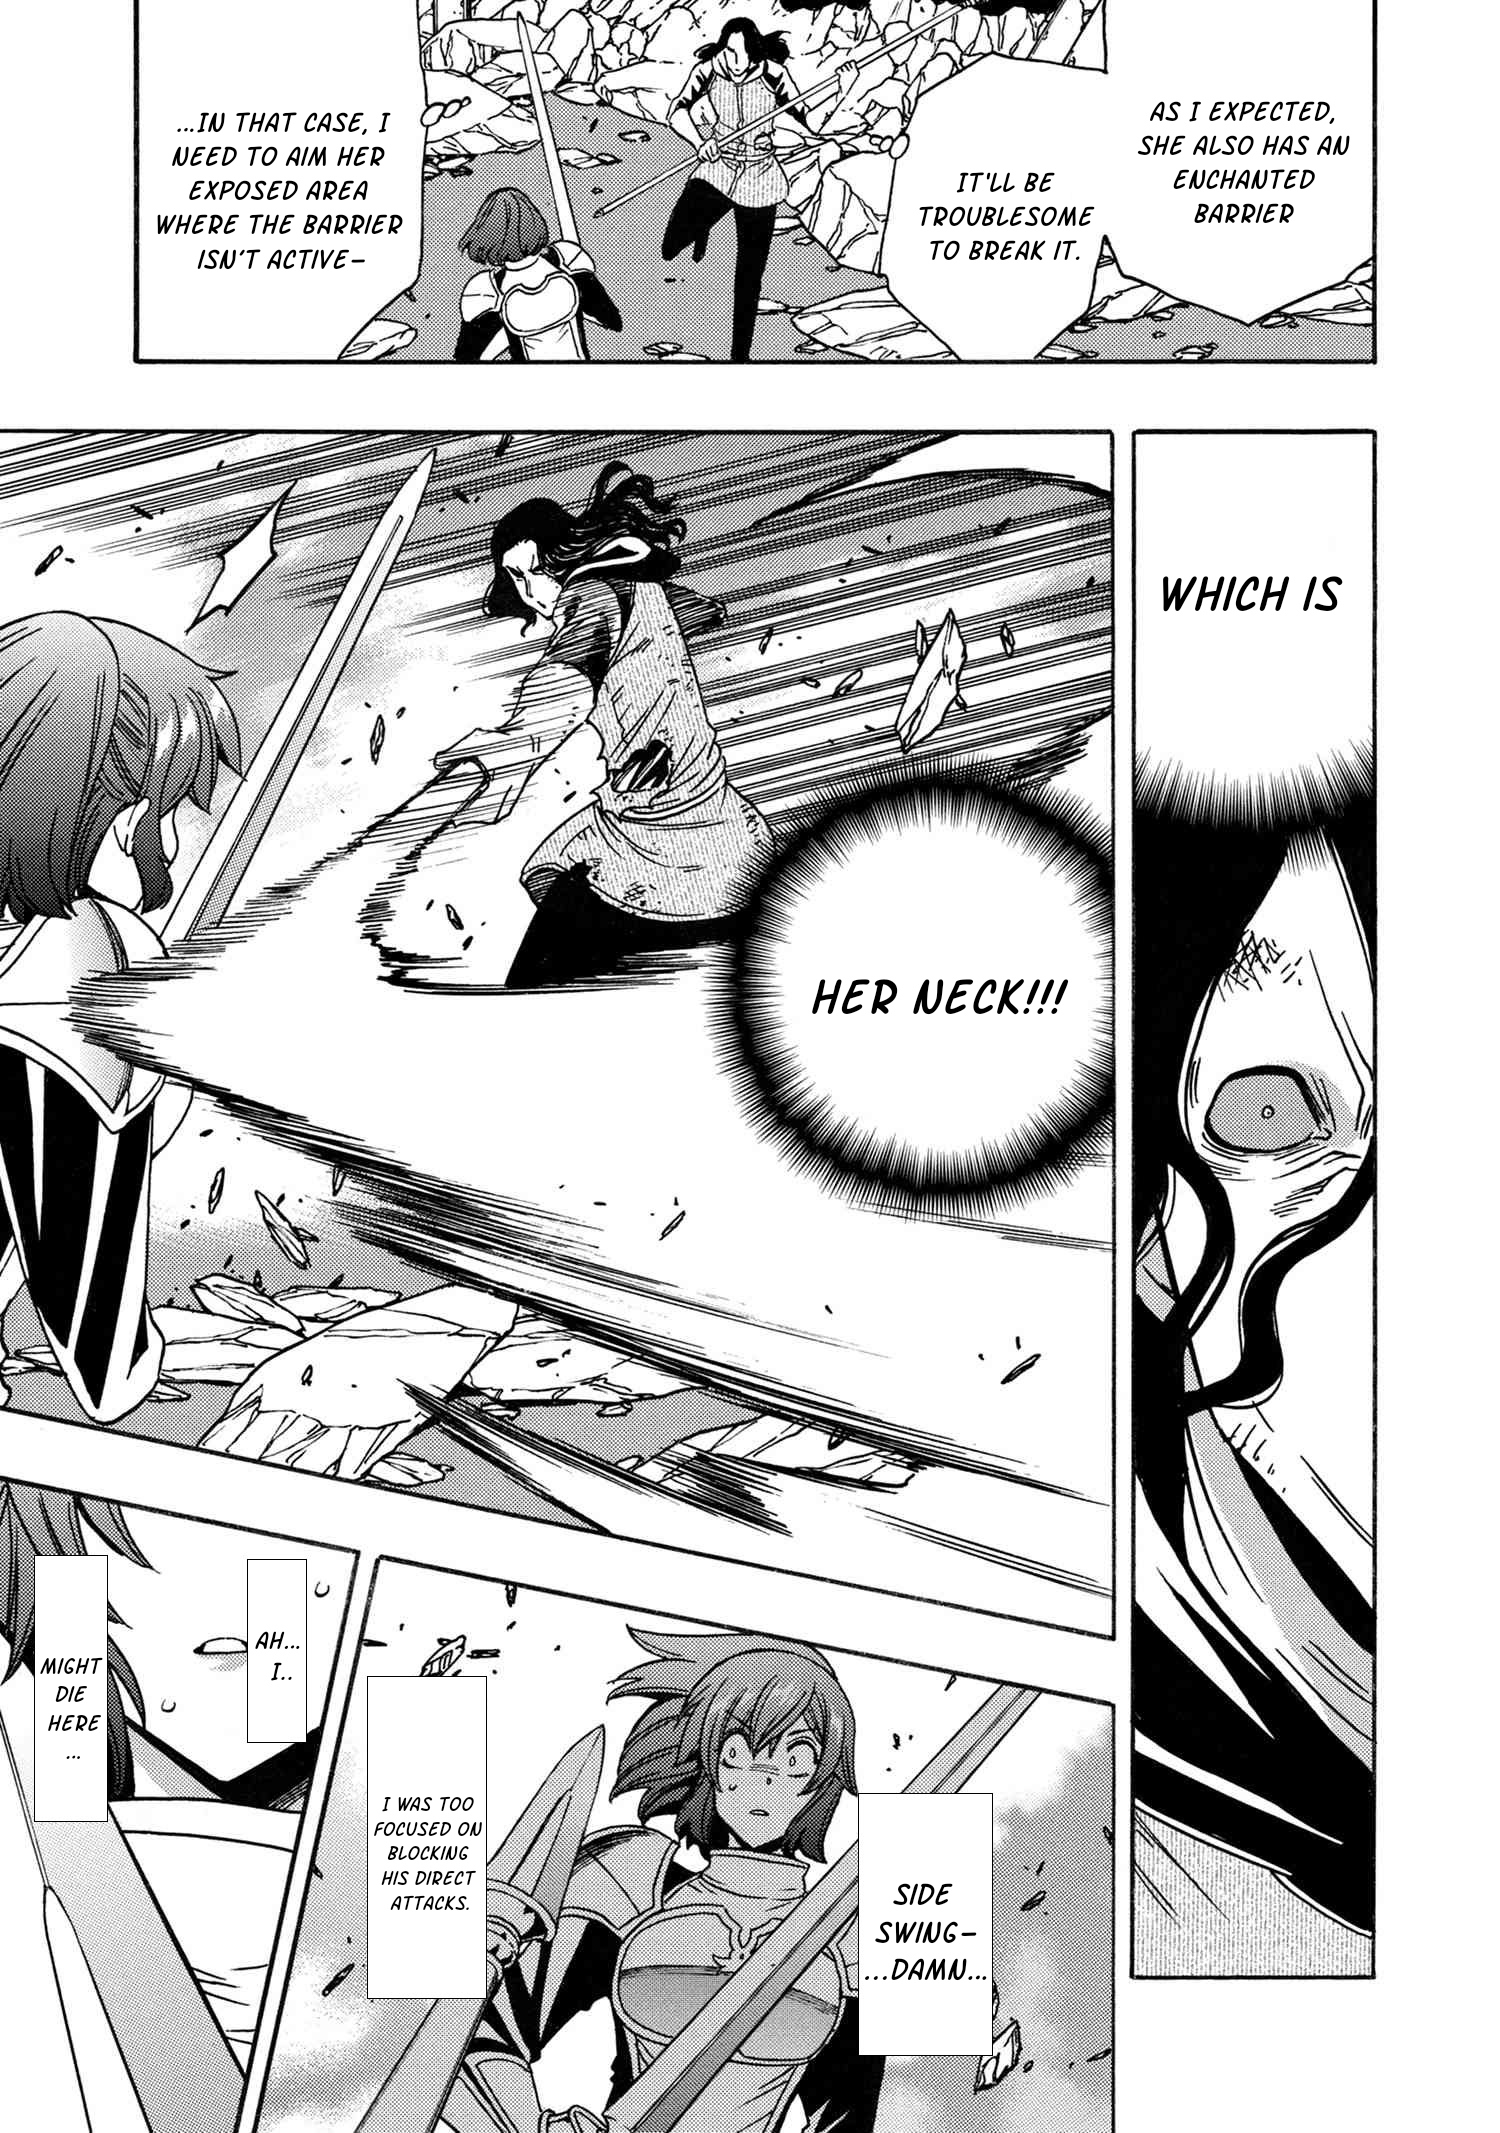 AS I EXPECTED,
SHE ALSO HAS AN
ENCHANTED
BARRIER
IT'LL BE
TROUBLESOME
TO BREAK IT.
...IN THAT CASE, I
NEED TO AIM HER
EXPOSED AREA
WHERE THE BARRIER
ISN'T ACTIVE-
WHICH IS
HER NECK!!!
SIDE
SWING-
...DAMN...
I WAS TOO
FOCUSED ON
BLOCKING
HIS DIRECT
ATTACKS.
AH...
I..
MIGHT
DIE
HERE
...